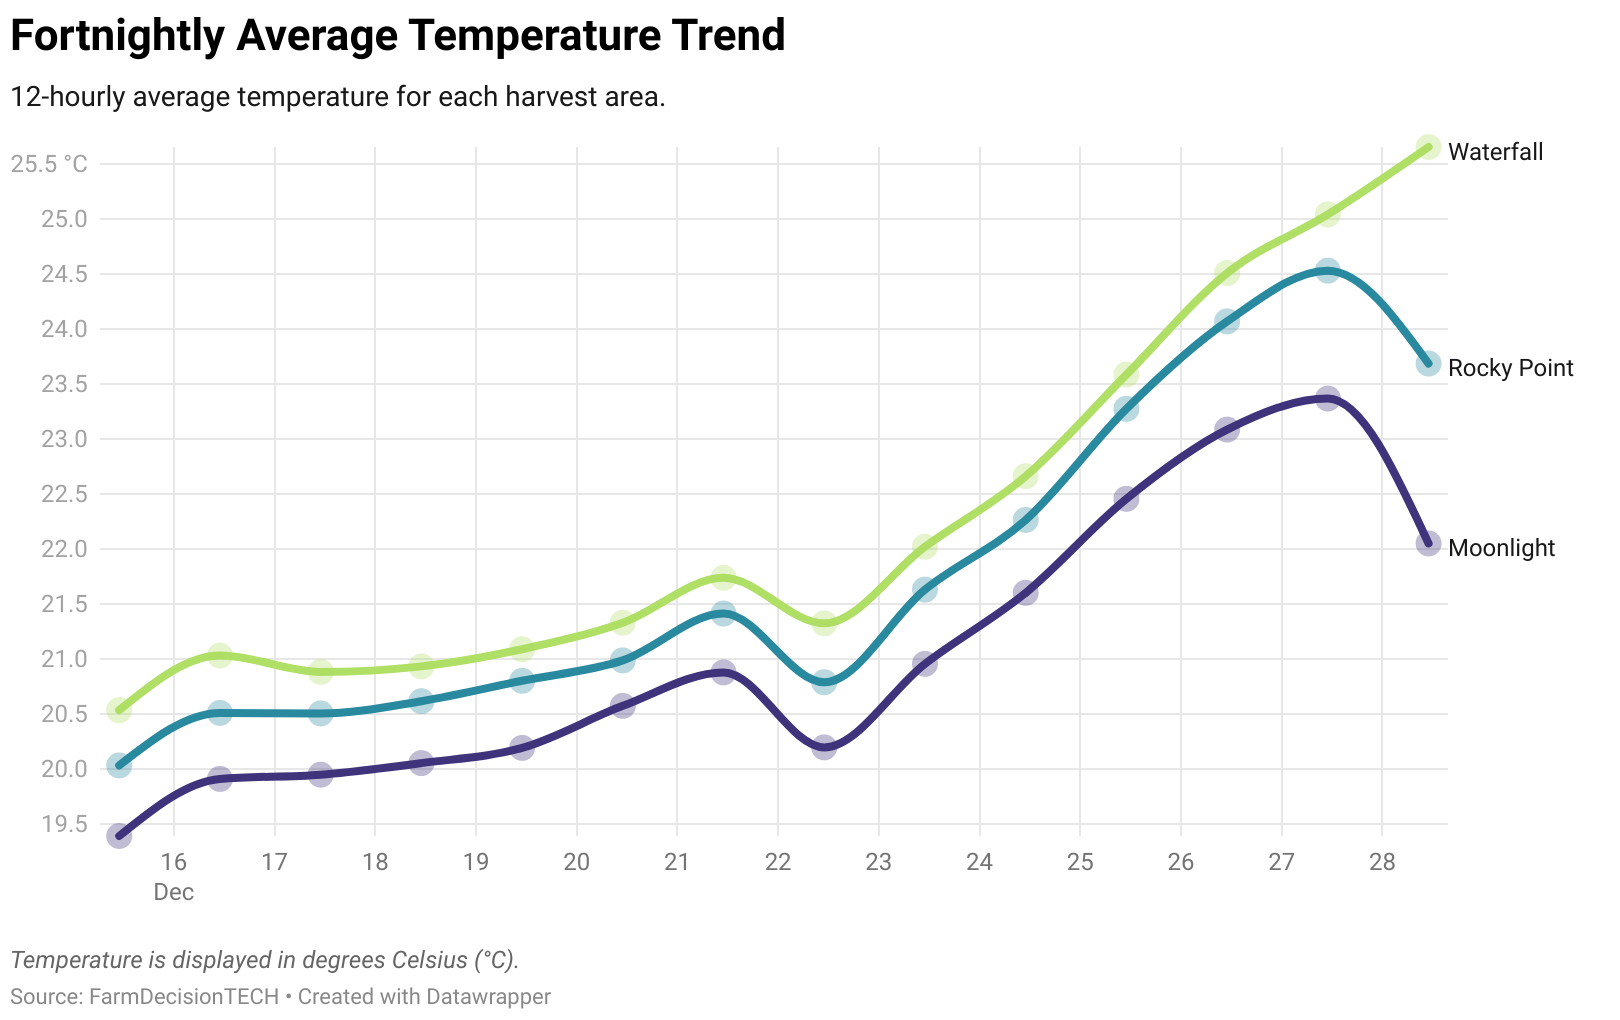 Fortnightly Average Temperature Trend
12-hourly average temperature for each harvest area.
25.5 °C
25.0
24.5
24.0
23.5
23.0
22.5
22.0
21.5
21.0
20.5
20.0
19.5
Waterfall
Rocky Point
Moonlight
16 17 18 19 20 21 22 23 24 25 26 27 28
Dec
Temperature is displayed in degrees Celsius (°C).
Source: FarmDecisionTECH • Created with Datawrapper